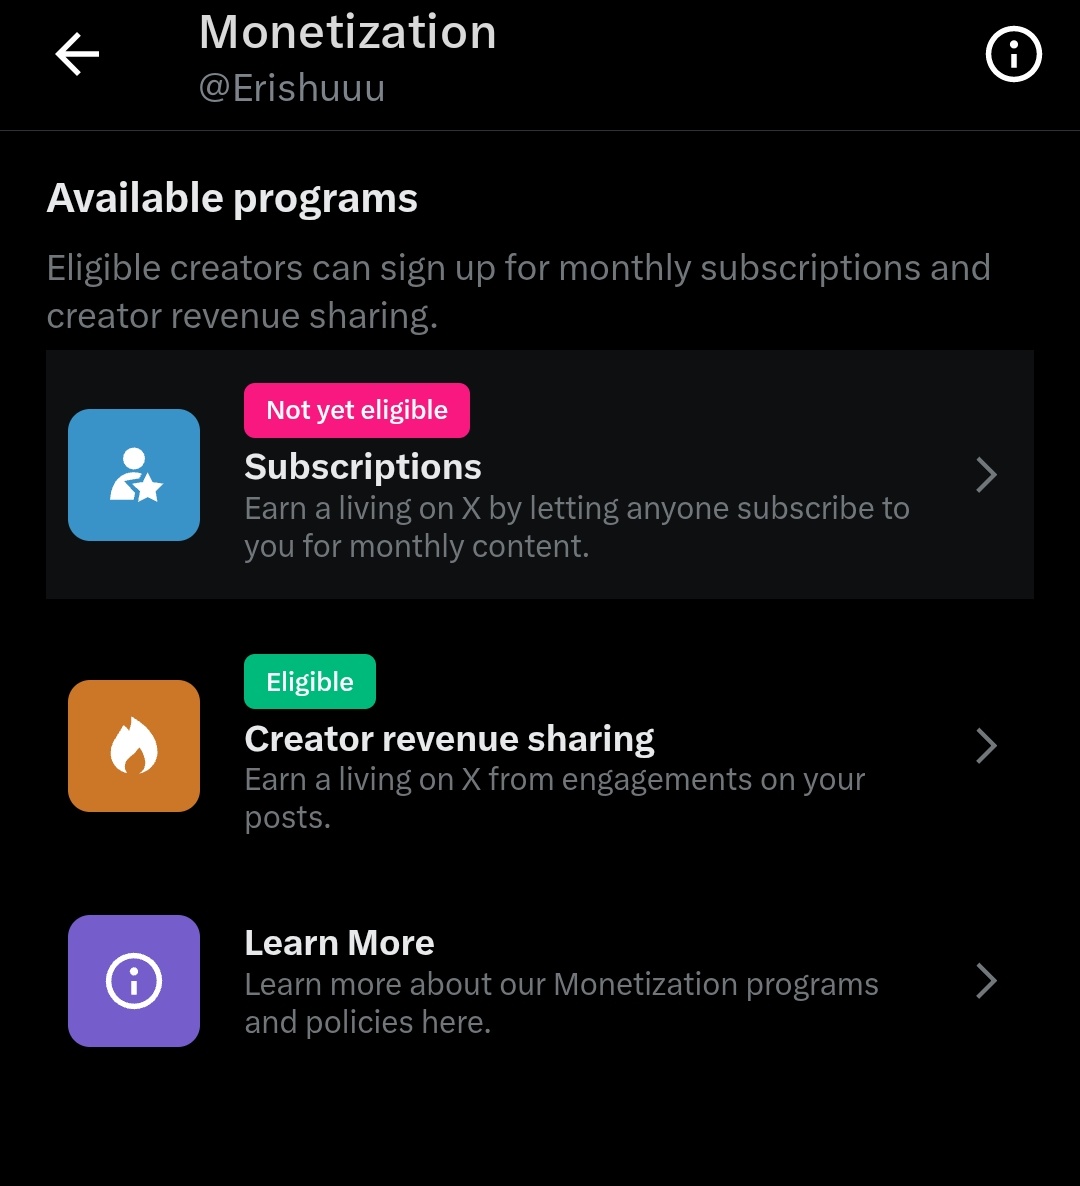 Monetization
@Erishuuu
Available programs
Eligible creators can sign up for monthly subscriptions and
creator revenue sharing.
Not yet eligible
Subscriptions
Earn a living on X by letting anyone subscribe to
you for monthly content.
Eligible
Creator revenue sharing
Earn a living on X from engagements on your
posts.
Learn More
Learn more about our Monetization programs
and policies here.